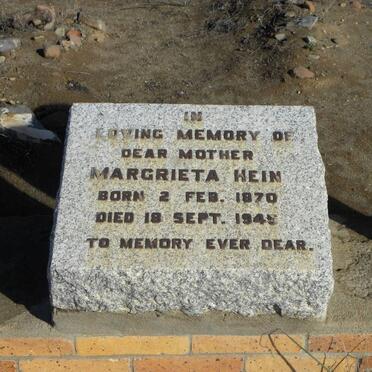 IN
LOVING MEMORY OF
DEAR MOTHER
MARGRIETA HEIN
BORN 2 FEB. 1870
DIED 18 SEPT. 1945
TO MEMORY EVER DEAR.